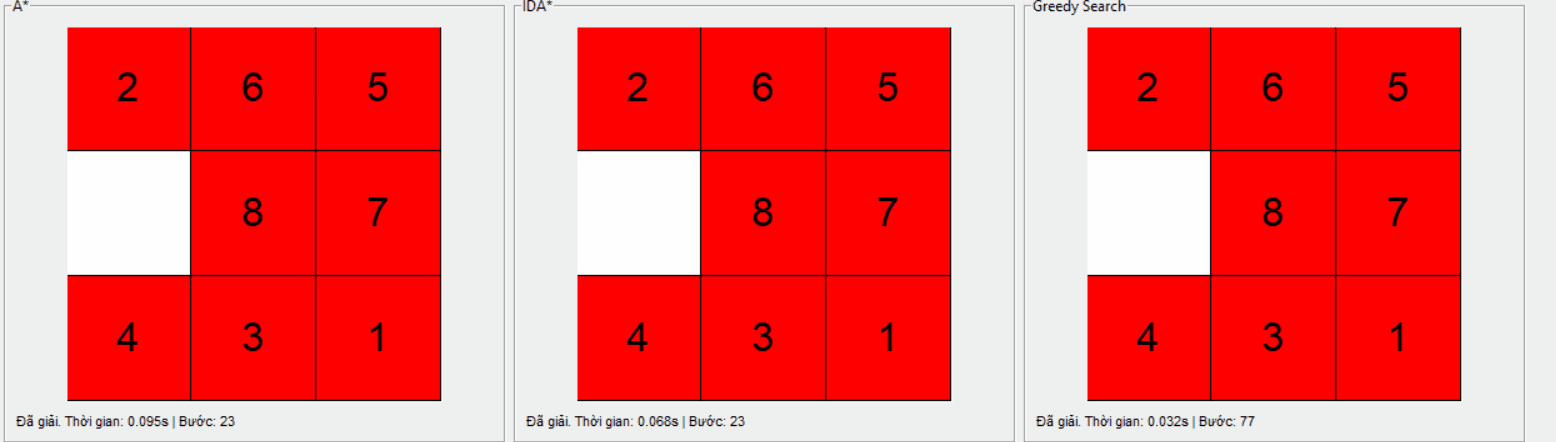 A*
2 6 5
8 7
4 3 1
Đã giải. Thời gian: 0.095s | Bước: 23
IDA*
2 6 5
8 7
4 3 1
Đã giải. Thời gian: 0.068s | Bước: 23
Greedy Search
2 6 5
8 7
4 3 1
Đã giải. Thời gian: 0.032s | Bước: 77